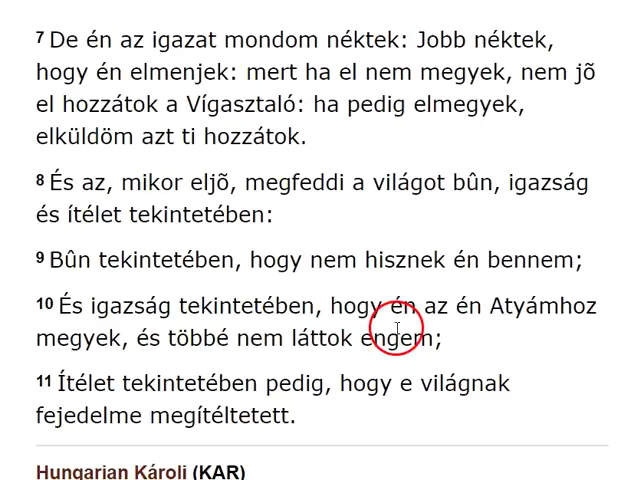 7 De én az igazat mondom néktek: Jobb néktek,
hogy én elmenjek: mert ha el nem megyek, nem jõ
el hozzátok a Vígasztaló: ha pedig elmegyek,
elküldöm azt ti hozzátok.
8 És az, mikor eljõ, megfeddi a világot bûn, igazság
és ítélet tekintetében:
9 Bûn tekintetében, hogy nem hisznek én bennem;
10 És igazság tekintetében, hogy én az én Atyámhoz
megyek, és többé nem láttok engem;
11 Ítélet tekintetében pedig, hogy e világnak
fejedelme megítéltetett.
Hungarian Károli (KAR)